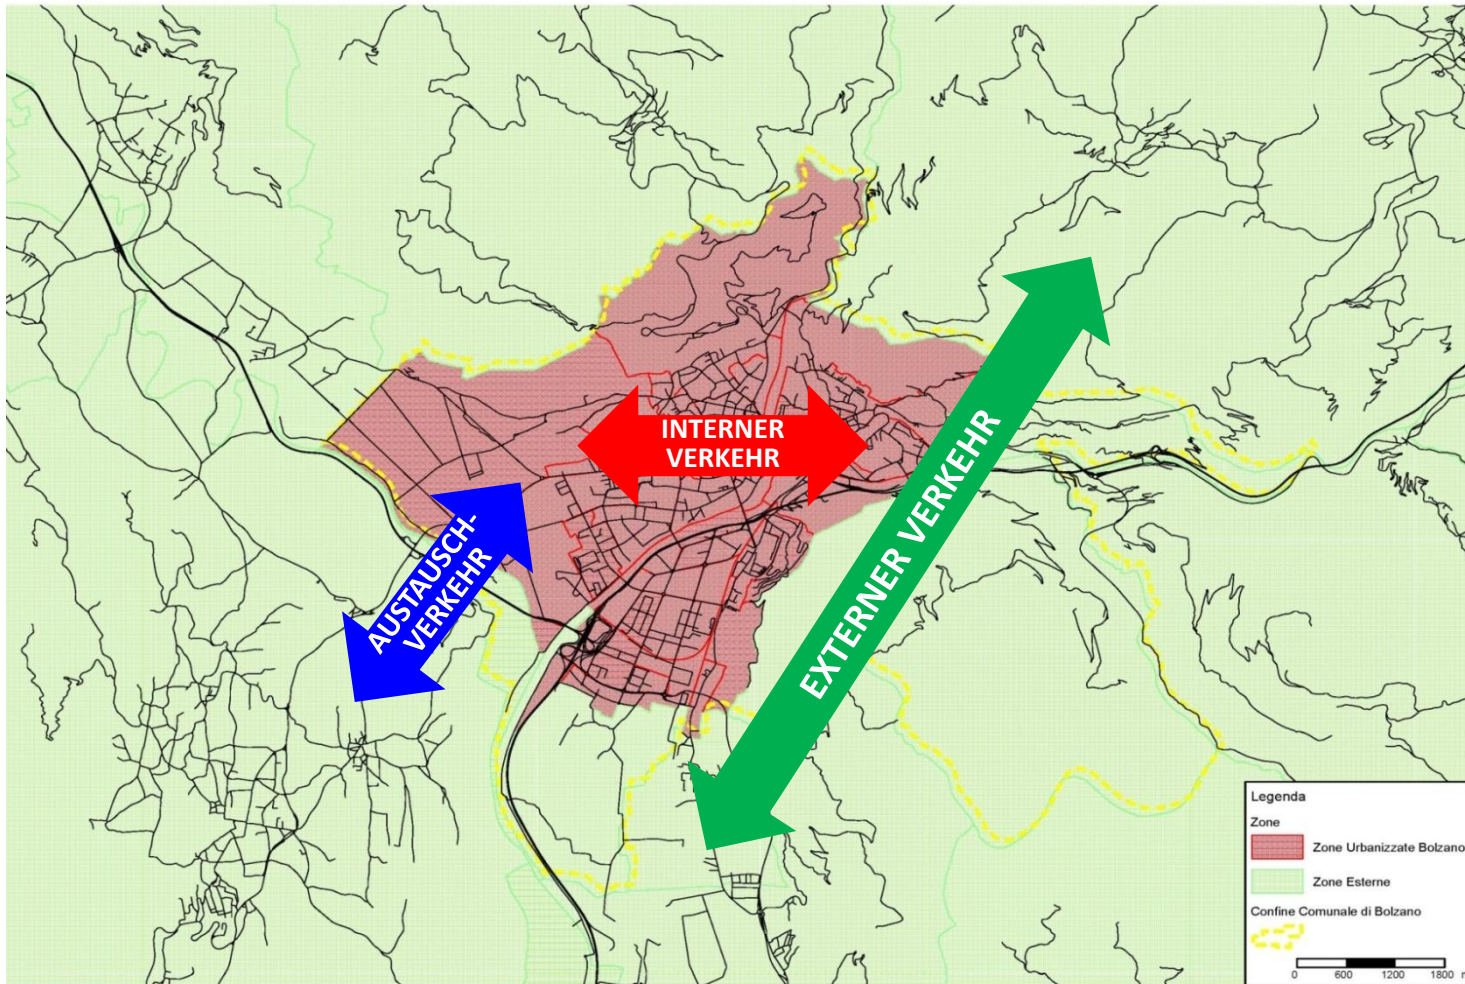 INTERNER
VERKEHR
AUSTAUSCH-
VERKEHR
EXTERNER VERKEHR
Legenda
Zone
Zone Urbanizzate Bolzano
Zone Esterne
Confine Comunale di Bolzano
0 600 1200 1800